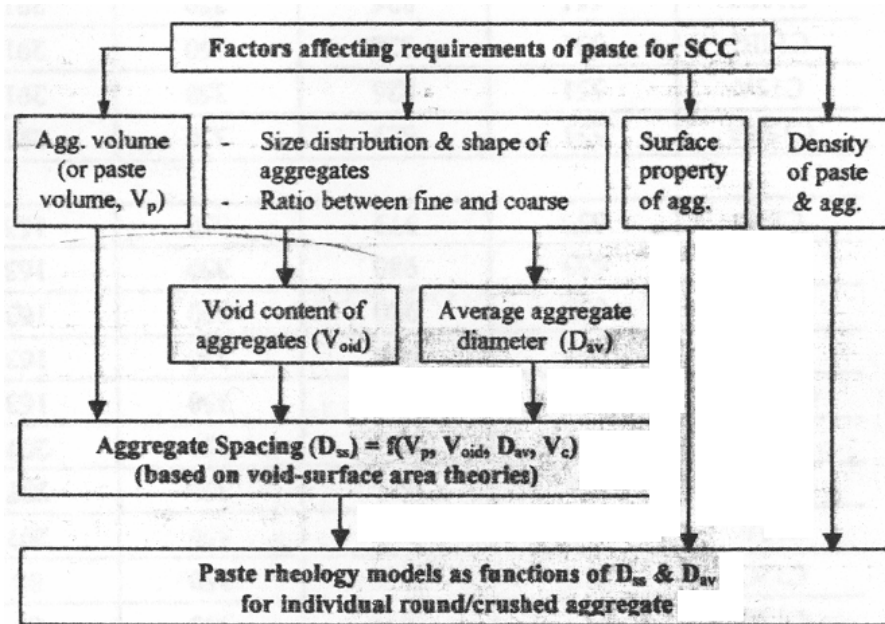 Factors affecting requirements of paste for SCC
Agg. volume
(or paste
volume, Vp)
- Size distribution & shape of
aggregates
- Ratio between fine and coarse
Surface
property
of agg.
Density
of paste
& agg.
Void content of
aggregates (Void)
Average aggregate
diameter (Dav)
Aggregate Spacing (Dss) = f(Vp, Void, Dav, Vc)
(based on void-surface area theories)
Paste rheology models as functions of Dss & Dav
for individual round/crushed aggregate